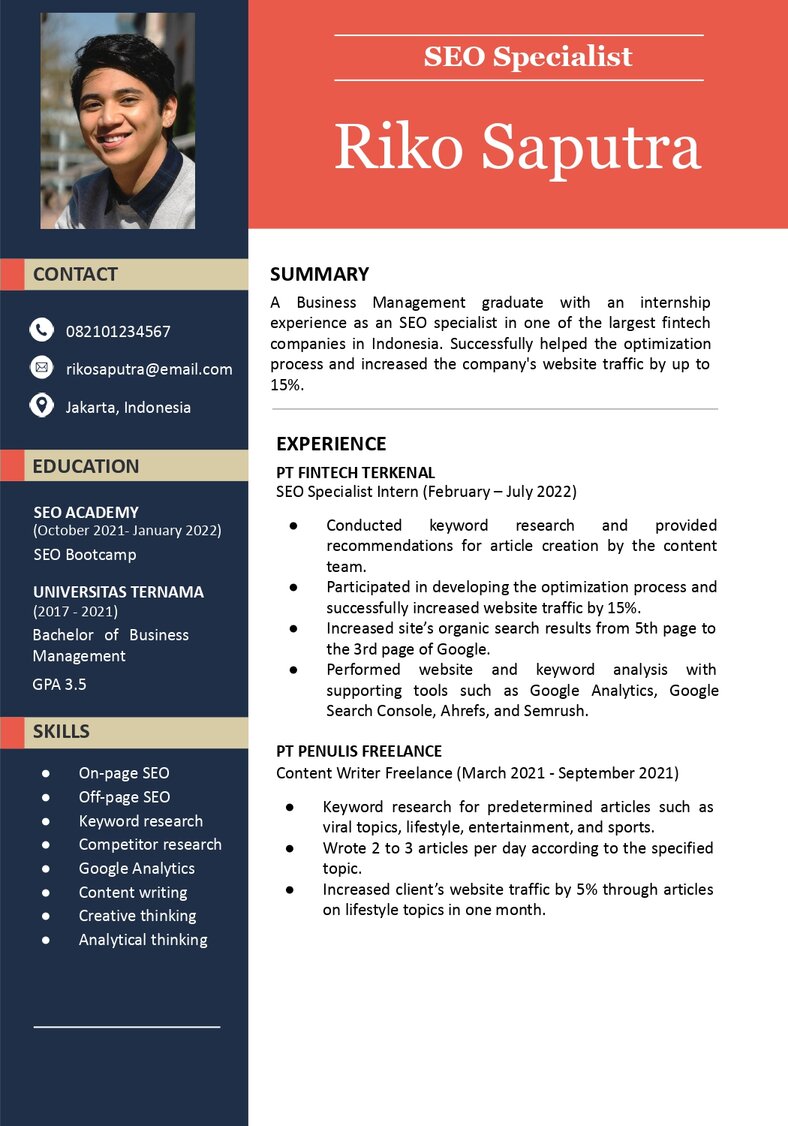 SEO Specialist
Riko Saputra
CONTACT
082101234567
rikosaputra@email.com
Jakarta, Indonesia
EDUCATION
SEO ACADEMY
(October 2021- January 2022)
SEO Bootcamp
UNIVERSITAS TERNAMA
(2017 - 2021)
Bachelor of Business
Management
GPA 3.5
SKILLS
● On-page SEO
● Off-page SEO
● Keyword research
● Competitor research
● Google Analytics
● Content writing
● Creative thinking
● Analytical thinking
SUMMARY
A Business Management graduate with an internship
experience as an SEO specialist in one of the largest fintech
companies in Indonesia. Successfully helped the optimization
process and increased the company's website traffic by up to
15%.
EXPERIENCE
PT FINTECH TERKENAL
SEO Specialist Intern (February – July 2022)
● Conducted keyword research and provided
recommendations for article creation by the content
team.
● Participated in developing the optimization process and
successfully increased website traffic by 15%.
● Increased site’s organic search results from 5th page to
the 3rd page of Google.
● Performed website and keyword analysis with
supporting tools such as Google Analytics, Google
Search Console, Ahrefs, and Semrush.
PT PENULIS FREELANCE
Content Writer Freelance (March 2021 - September 2021)
● Keyword research for predetermined articles such as
viral topics, lifestyle, entertainment, and sports.
● Wrote 2 to 3 articles per day according to the specified
topic.
● Increased client’s website traffic by 5% through articles
on lifestyle topics in one month.